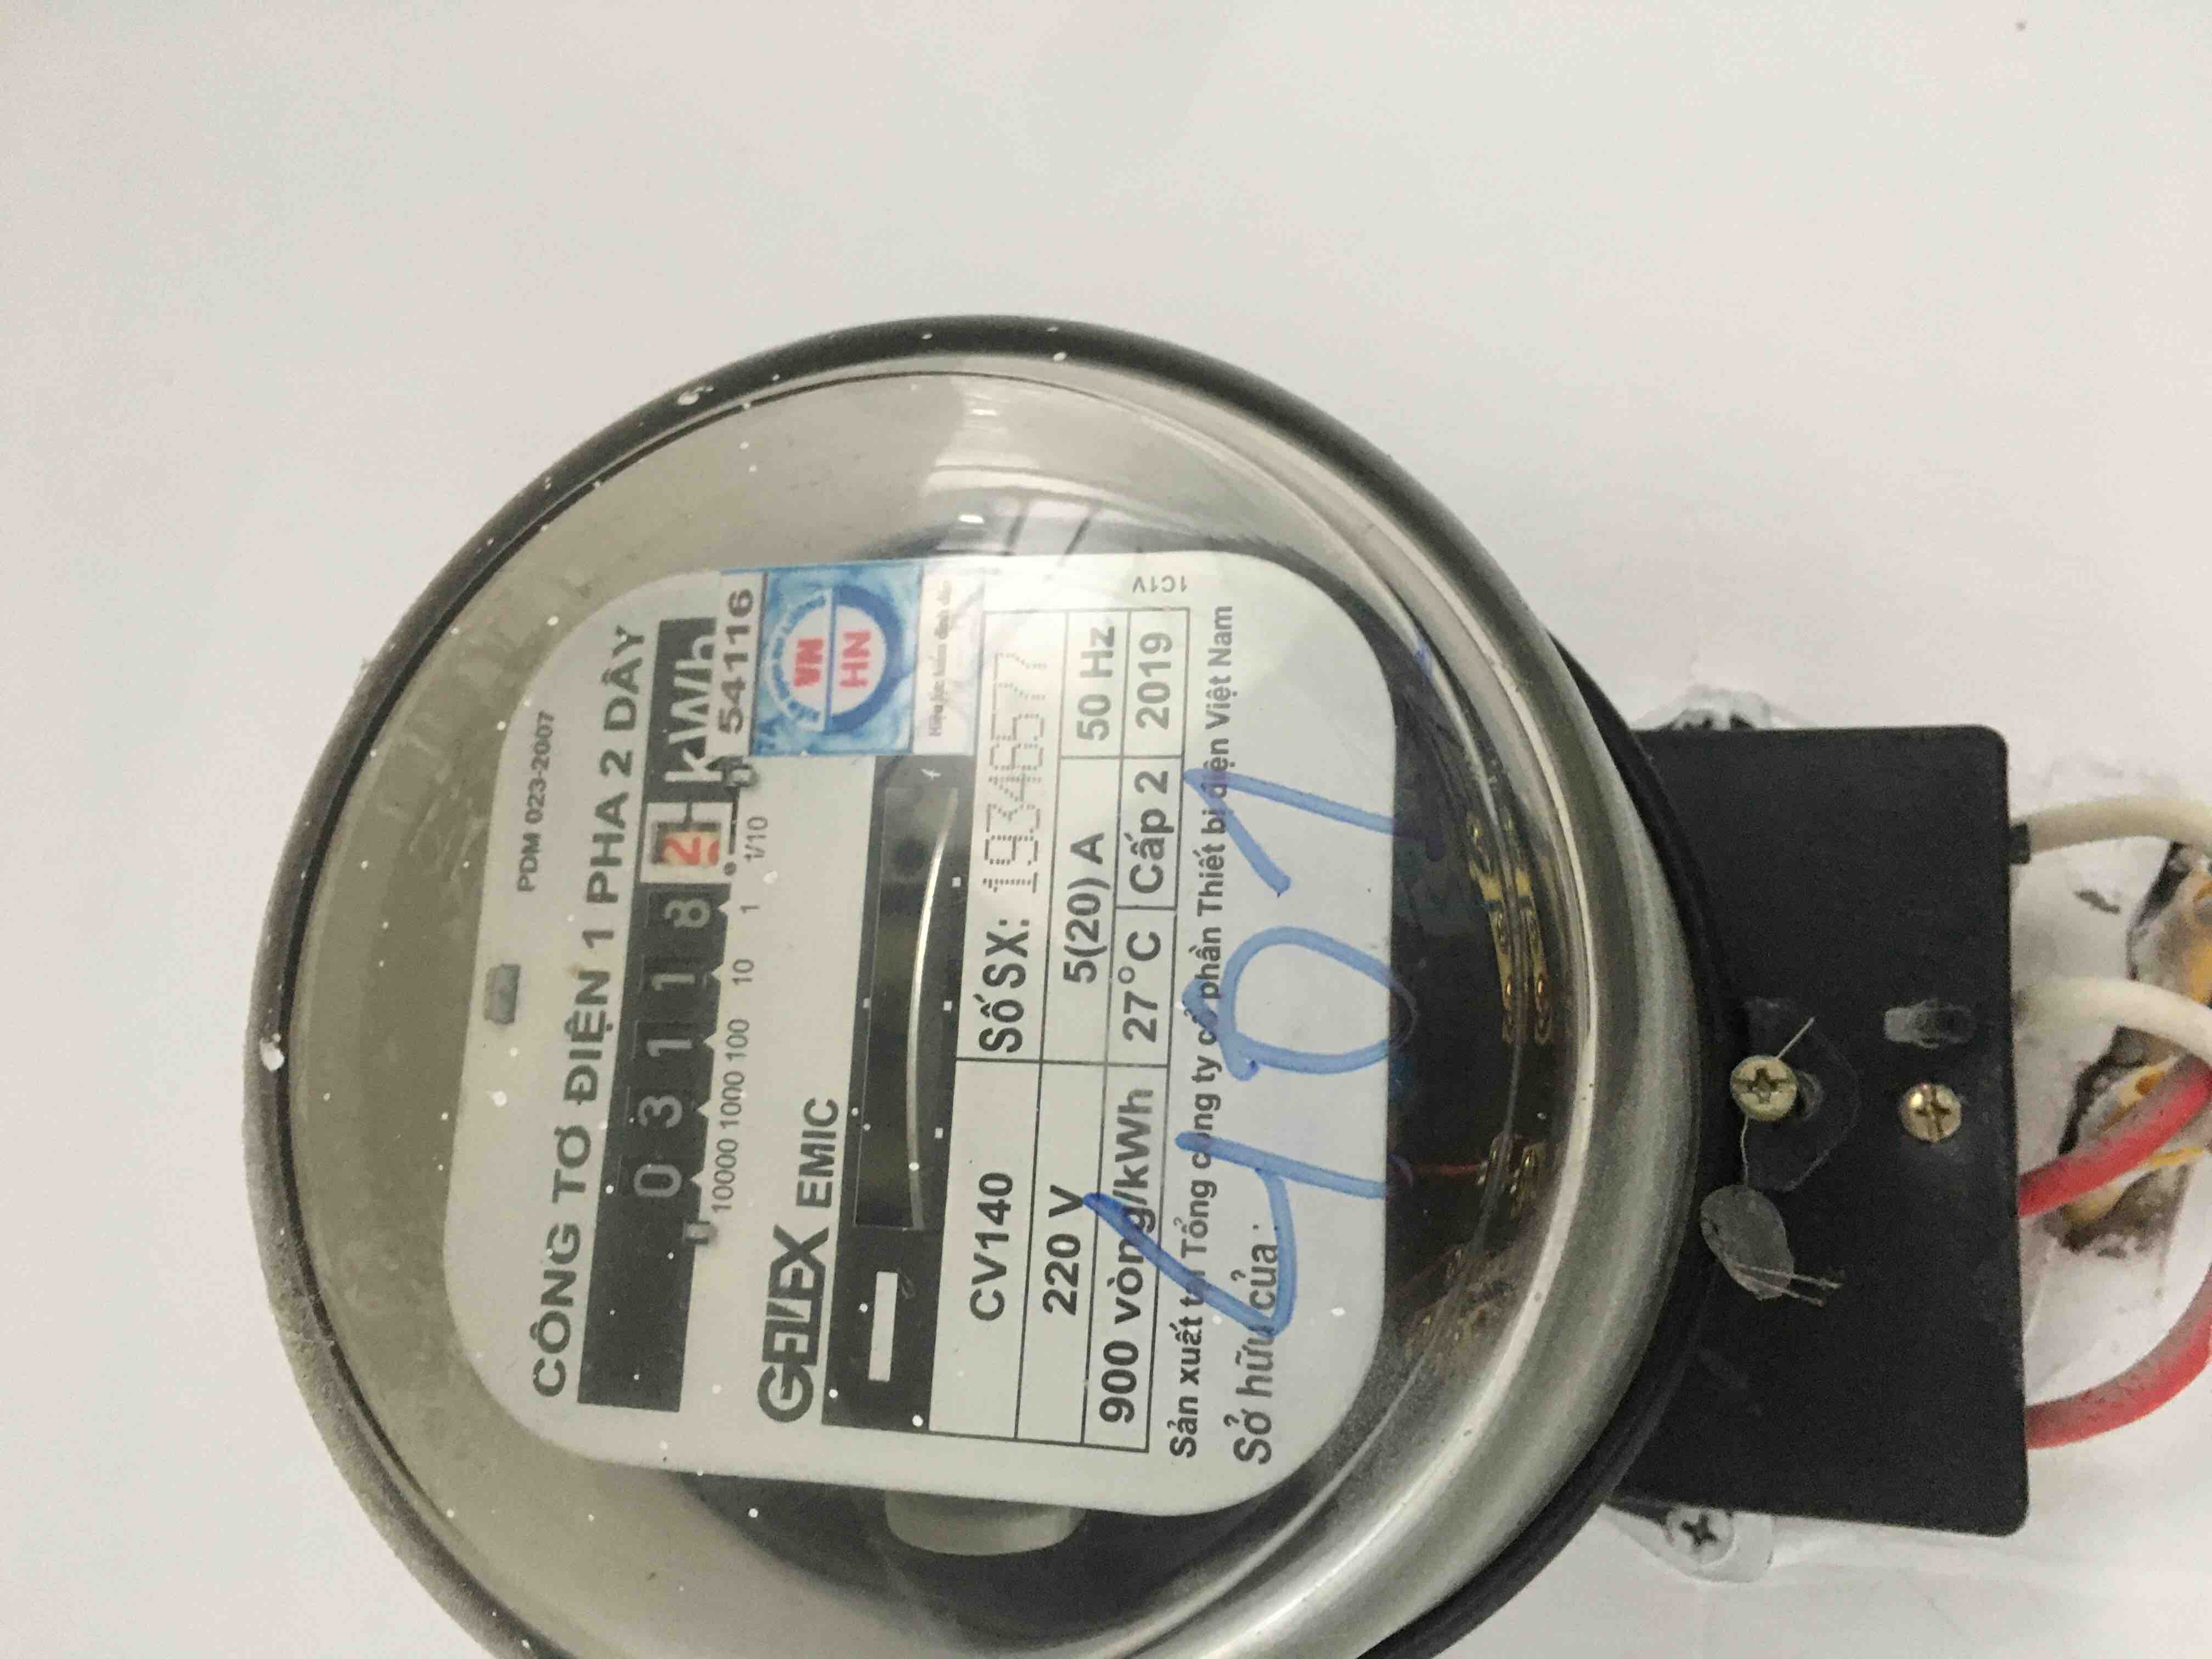 PDM 023-2007
CÔNG TƠ ĐIỆN 1 PHA 2 DÂY
0 3 1 1 8 2 kWh
10000 1000 100 10 1 1/10
54116
VN
HN
GELEX EMIC
CV140 Số SX: 19346577
220 V 5(20) A 50 Hz
900 vòng/kWh 27°C Cấp 2 2019
1C1V
Sản xuất tại Tổng công ty cổ phần Thiết bị điện Việt Nam
Sở hữu của:
401